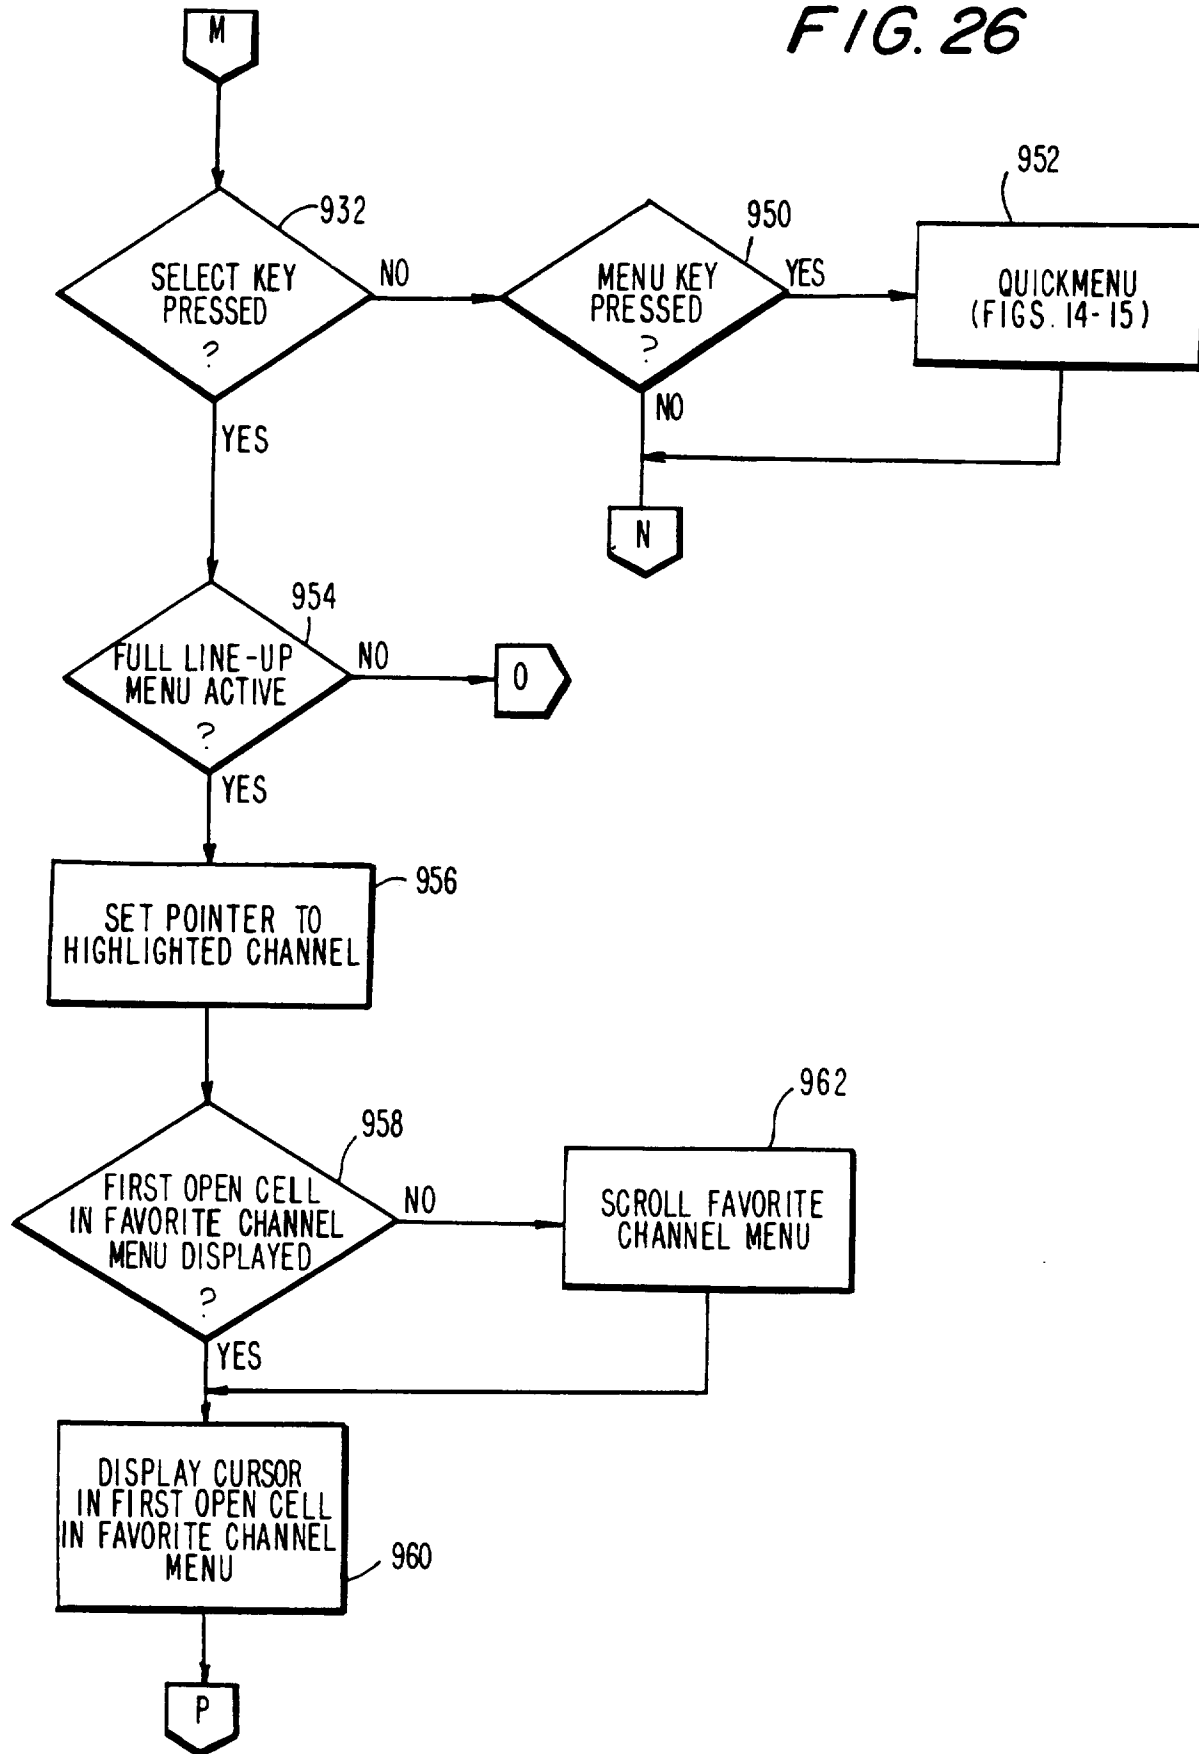 FIG. 26
M
932
SELECT KEY
PRESSED
?
NO
YES
950
MENU KEY
PRESSED
?
YES
NO
952
QUICKMENU
(FIGS. 14-15)
N
954
FULL LINE-UP
MENU ACTIVE
?
NO
O
YES
956
SET POINTER TO
HIGHLIGHTED CHANNEL
958
FIRST OPEN CELL
IN FAVORITE CHANNEL
MENU DISPLAYED
?
NO
962
SCROLL FAVORITE
CHANNEL MENU
YES
DISPLAY CURSOR
IN FIRST OPEN CELL
IN FAVORITE CHANNEL
MENU
960
P